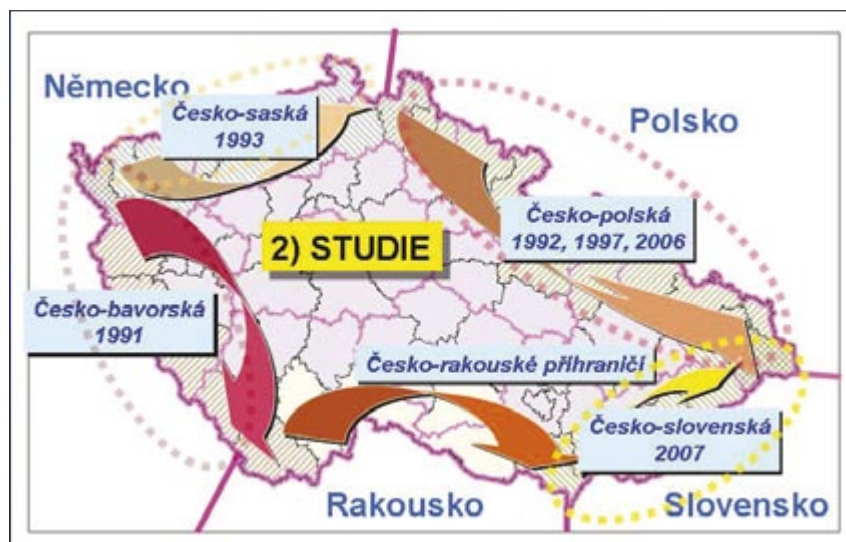 Německo
Česko-saská
1993
Polsko
Česko-polská
1992, 1997, 2006
2) STUDIE
Česko-bavorská
1991
Česko-rakouské příhraničí
Česko-slovenská
2007
Rakousko
Slovensko